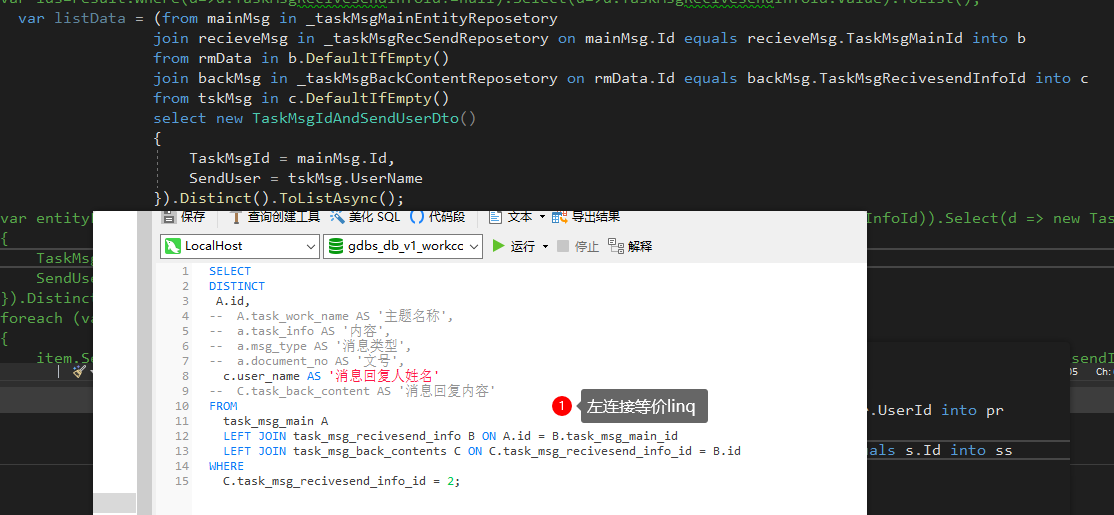 var listData = (from mainMsg in _taskMsgMainEntityReposetory
join recieveMsg in _taskMsgRecSendReposetory on mainMsg.Id equals recieveMsg.TaskMsgMainId into b
from rmData in b.DefaultIfEmpty()
join backMsg in _taskMsgBackContentReposetory on rmData.Id equals backMsg.TaskMsgRecivesendInfoId into c
from tskMsg in c.DefaultIfEmpty()
select new TaskMsgIdAndSendUserDto()
{
TaskMsgId = mainMsg.Id,
SendUser = tskMsg.UserName
}).Distinct().ToListAsync();
保存 查询创建工具 美化 SQL () 代码段 文本 导出结果
var entity InfoId)).Select(d => new Tas
{
TaskMsg
SendUse
}).Distinct
foreach (va
{
item.Se sendI
LocalHost gdbs_db_v1_workcc 运行 停止 解释
1 SELECT
2 DISTINCT
3 A.id,
4 -- A.task_work_name AS '主题名称',
5 -- a.task_info AS '内容',
6 -- a.msg_type AS '消息类型',
7 -- a.document_no AS '文号',
8 c.user_name AS '消息回复人姓名'
9 -- C.task_back_content AS '消息回复内容'
10 FROM
11 task_msg_main A
12 LEFT JOIN task_msg_recivesend_info B ON A.id = B.task_msg_main_id
13 LEFT JOIN task_msg_back_contents C ON C.task_msg_recivesend_info_id = B.id
14 WHERE
15 C.task_msg_recivesend_info_id = 2;
1 左连接等价linq
05 Ch:
.UserId into pr
als s.Id into ss